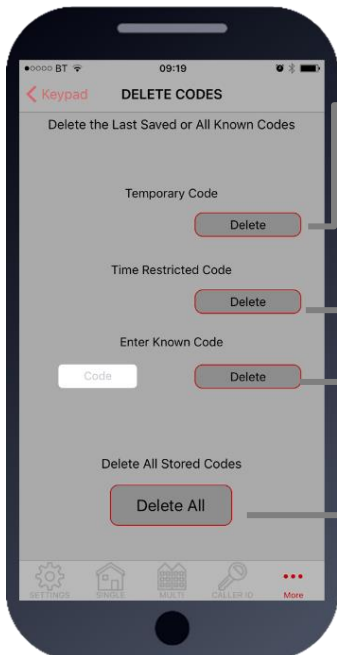 ●○○○○ BT 09:19
Keypad DELETE CODES
Delete the Last Saved or All Known Codes
Temporary Code
Delete
Time Restricted Code
Delete
Enter Known Code
Code Delete
Delete All Stored Codes
Delete All
SETTINGS SINGLE MULTI CALLER ID More